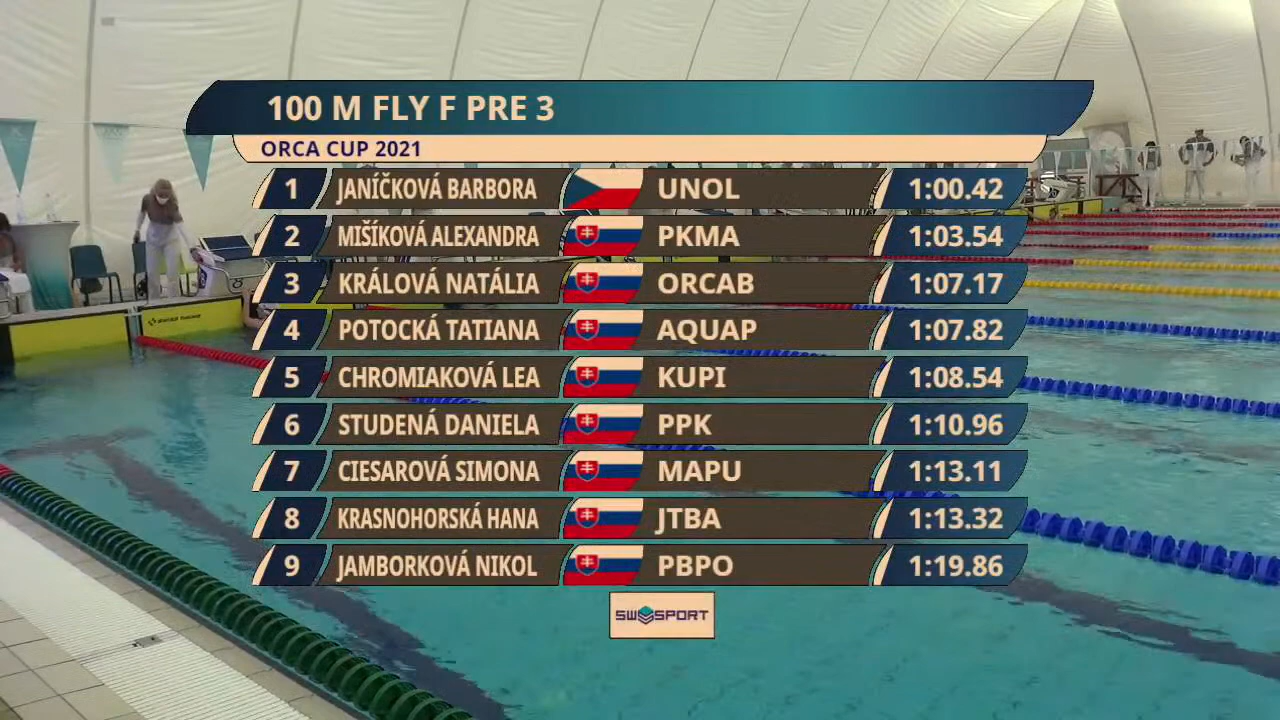 100 M FLY F PRE 3
ORCA CUP 2021
1 JANÍČKOVÁ BARBORA UNOL 1:00.42
2 MIŠÍKOVÁ ALEXANDRA PKMA 1:03.54
3 KRÁLOVÁ NATÁLIA ORCAB 1:07.17
4 POTOCKÁ TATIANA AQUAP 1:07.82
5 CHROMIAKOVÁ LEA KUPI 1:08.54
6 STUDENÁ DANIELA PPK 1:10.96
7 CIESAROVÁ SIMONA MAPU 1:13.11
8 KRASNOHORSKÁ HANA JTBA 1:13.32
9 JAMBORKOVÁ NIKOL PBPO 1:19.86
SWSPORT